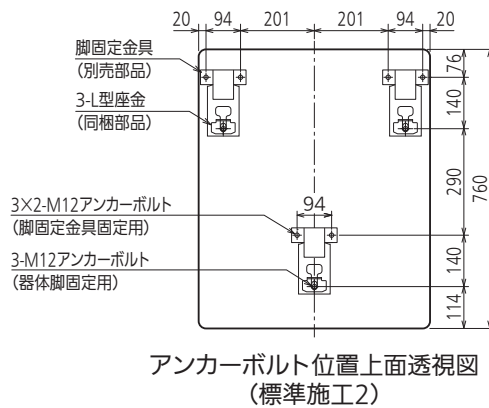 20 94 201 201 94 20
脚固定金具
(別売部品)
3-L型座金
(同梱部品)
76
140
290
760
3×2-M12アンカーボルト
(脚固定金具固定用)
94
3-M12アンカーボルト
(器体脚固定用)
140
114
アンカーボルト位置上面透視図
(標準施工2)